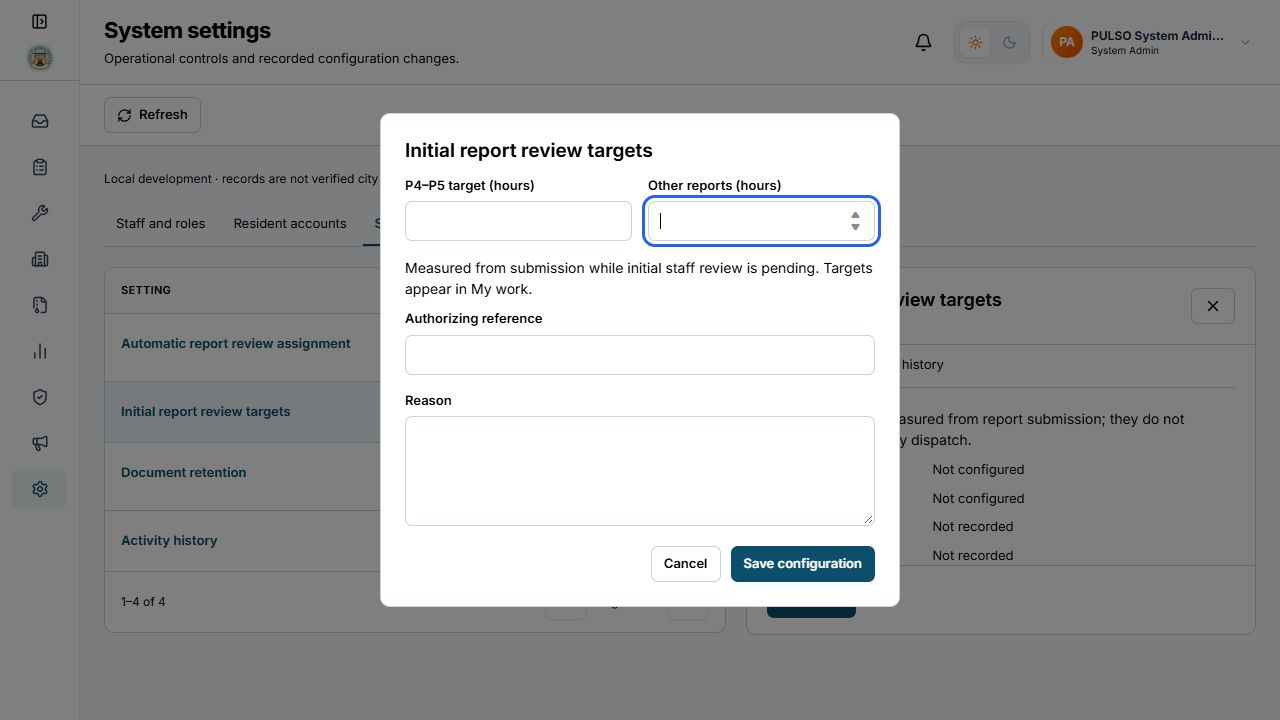 System settings
Operational controls and recorded configuration changes.
PA
PULSO System Admi...
System Admin
Refresh
Local development · records are not verified city
Staff and roles
Resident accounts
S
SETTING
Automatic report review assignment
Initial report review targets
Document retention
Activity history
1–4 of 4
Initial report review targets
P4–P5 target (hours)
Other reports (hours)
Measured from submission while initial staff review is pending. Targets
appear in My work.
Authorizing reference
Reason
Cancel
Save configuration
view targets
history
asured from report submission; they do not
y dispatch.
Not configured
Not configured
Not recorded
Not recorded